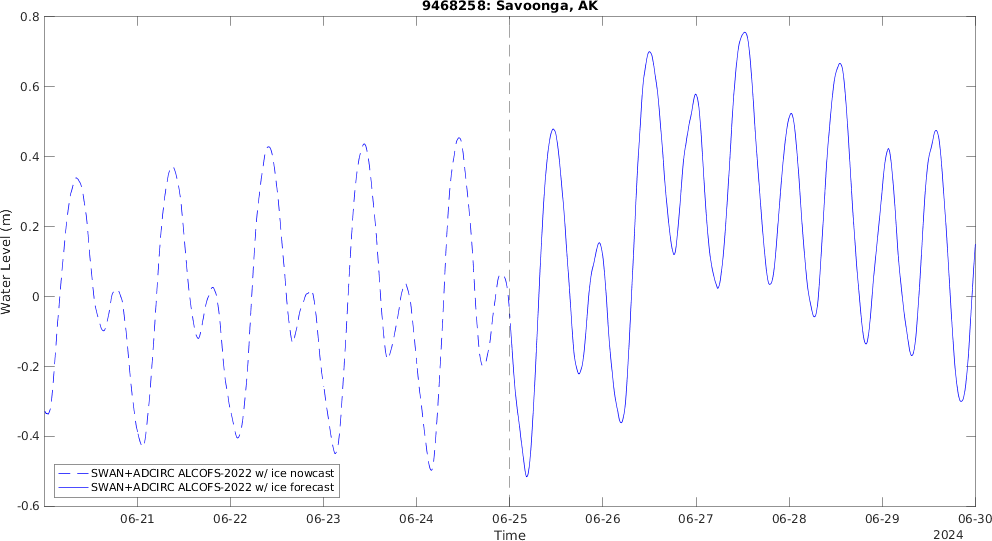 9468258: Savoonga, AK
0.8
0.6
0.4
0.2
0
-0.2
-0.4
-0.6
Water Level (m)
SWAN+ADCIRC ALCOFS-2022 w/ ice nowcast
SWAN+ADCIRC ALCOFS-2022 w/ ice forecast
06-21 06-22 06-23 06-24 06-25 06-26 06-27 06-28 06-29 06-30
Time
2024